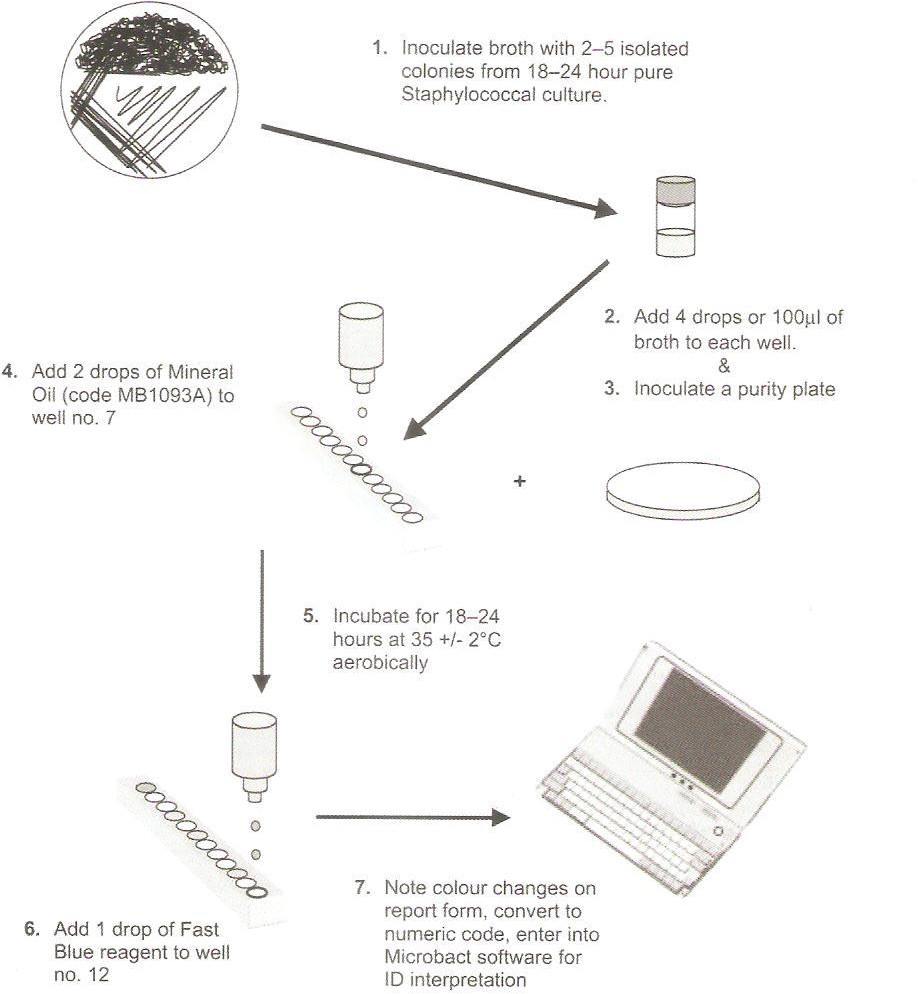 1. Inoculate broth with 2–5 isolated
colonies from 18–24 hour pure
Staphylococcal culture.
2. Add 4 drops or 100µl of
broth to each well.
&
3. Inoculate a purity plate
4. Add 2 drops of Mineral
Oil (code MB1093A) to
well no. 7
+
5. Incubate for 18–24
hours at 35 +/- 2°C
aerobically
6. Add 1 drop of Fast
Blue reagent to well
no. 12
7. Note colour changes on
report form, convert to
numeric code, enter into
Microbact software for
ID interpretation